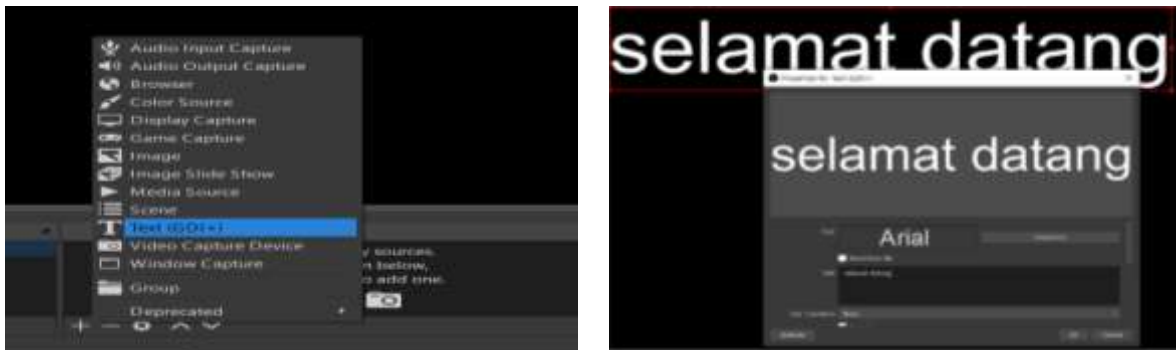 Audio Input Capture
Audio Output Capture
Browser
Color Source
Display Capture
Game Capture
Image
Image Slide Show
Media Source
Scene
Text (GDI+)
Video Capture Device
Window Capture
Group
Deprecated
y sources.
n below,
o add one.
selamat datang
selamat datang
Arial
selamat datang